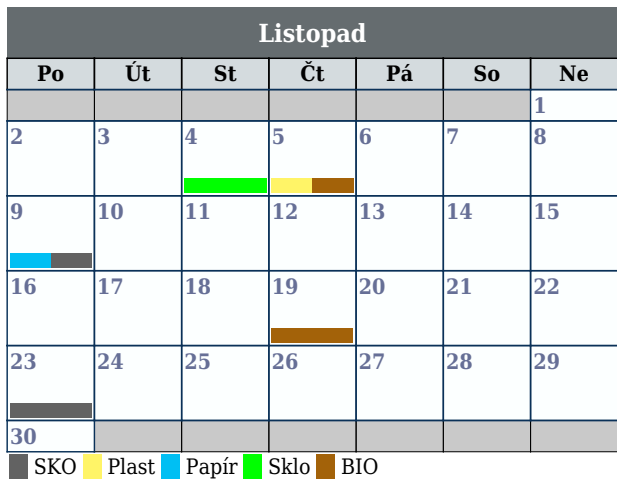 Listopad
Po Út St Čt Pá So Ne
1
2 3 4 5 6 7 8
9 10 11 12 13 14 15
16 17 18 19 20 21 22
23 24 25 26 27 28 29
30
SKO Plast Papír Sklo BIO